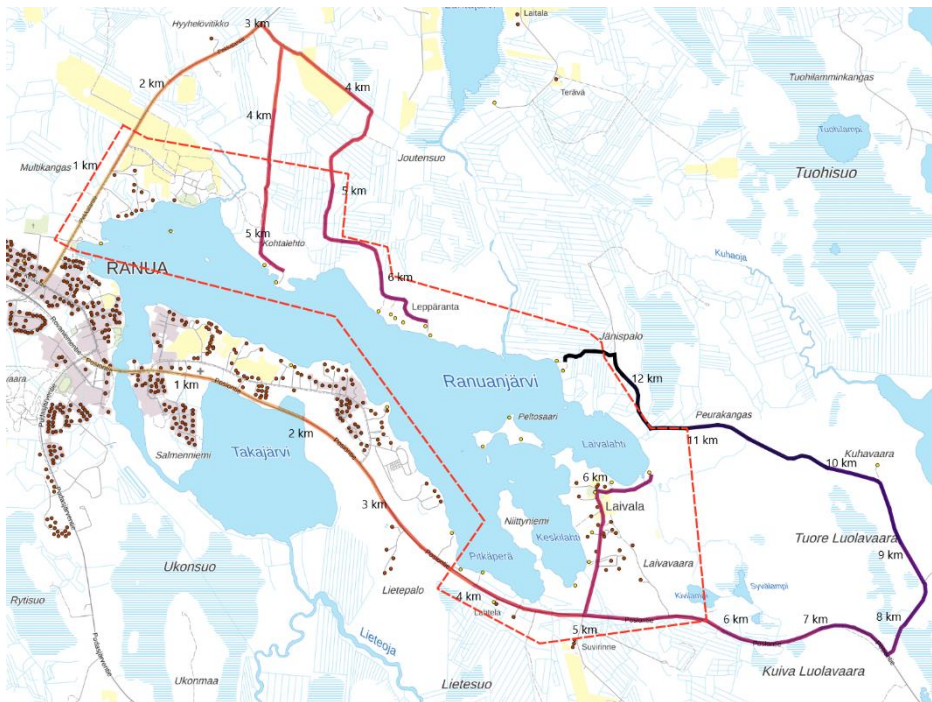 Hyyhelövitikko
3 km
Laitala
2 km
4 km
Terävä
Tuohilamminkangas
4 km
Tuohilampi
Multikangas
1 km
Joutensuo
Tuohisuo
5 km
5 km
Kohtalehto
Kuhaoja
RANUA
6 km
Leppäranta
Jänispalo
Ranuanjärvi
12 km
1 km
Peltosaari
Peurakangas
11 km
2 km
Laivalahti
10 km
Kuhavaara
Salmenniemi
Takajärvi
6 km
3 km
Laivala
Niittyniemi
Keskilahti
Tuore Luolavaara
9 km
Pitkäperä
Laivavaara
Ukonsuo
Lietepalo
4 km
Kivilampi
Syvälampi
Rytisuo
Laatela
5 km
6 km
7 km
8 km
Lieteoja
Suvirinne
Kuiva Luolavaara
Ukonmaa
Lietesuo